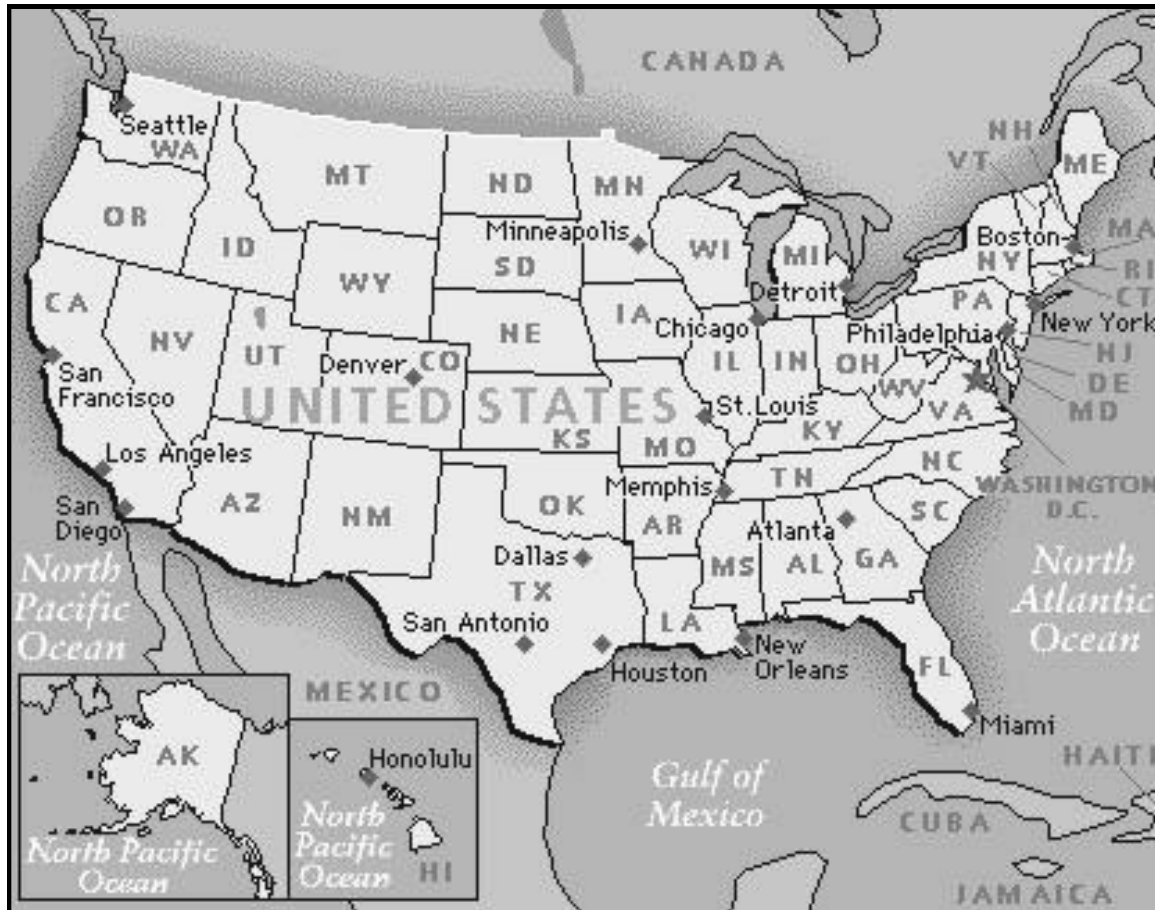 CANADA
NH
VT
ME
Seattle
WA
MT
ND
MN
OR
ID
Minneapolis
WI
MI
Boston
MA
NY
SD
WY
RI
CT
Detroit
PA
CA
IA
Chicago
New York
NE
Philadelphia
NV
¶
UT
Denver
CO
IL
IN
OH
NJ
WV
DE
San
Francisco
UNITED STATES
St. Louis
VA
MD
KS
MO
KY
Los Angeles
NC
TN
WASHINGTON
D.C.
Memphis
AZ
NM
OK
AR
SC
San
Diego
Atlanta
Dallas
MS
AL
GA
North
Pacific
Ocean
TX
North
Atlantic
Ocean
San Antonio
LA
Houston
New
Orleans
FL
MEXICO
Miami
AK
Honolulu
HAITI
Gulf of
Mexico
North
Pacific
Ocean
CUBA
North Pacific
Ocean
HI
JAMAICA